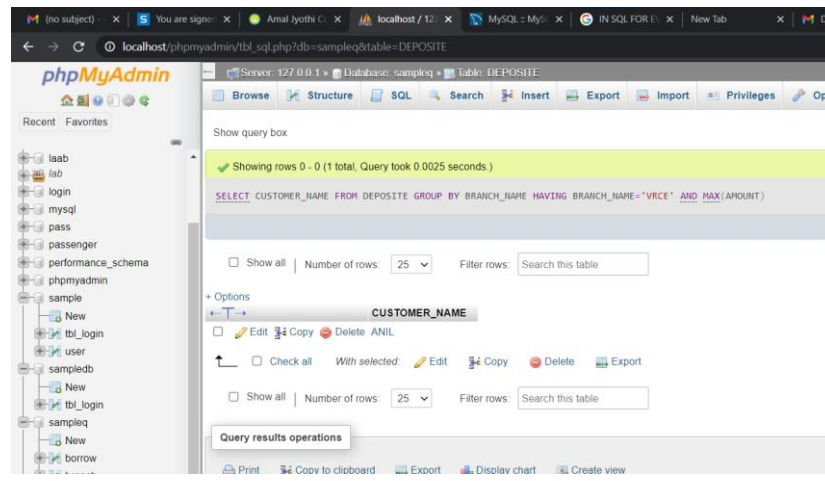 (no subject) -
You are signed
Amal Jyothi C
localhost / 127
MySQL :: MyS
IN SQL FOR EV
New Tab
localhost/phpmyadmin/tbl_sql.php?db=sampleq&table=DEPOSITE
phpMyAdmin
Recent Favorites
laab
lab
login
mysql
pass
passenger
performance_schema
phpmyadmin
sample
New
tbl_login
user
sampledb
New
tbl_login
sampleq
New
borrow
Server: 127.0.0.1 » Database: sampleq » Table: DEPOSITE
Browse Structure SQL Search Insert Export Import Privileges Op
Show query box
Showing rows 0 - 0 (1 total, Query took 0.0025 seconds.)
SELECT CUSTOMER_NAME FROM DEPOSITE GROUP BY BRANCH_NAME HAVING BRANCH_NAME='VRCE' AND MAX(AMOUNT)
Show all | Number of rows: 25 Filter rows: Search this table
+ Options
←T→ CUSTOMER_NAME
Edit Copy Delete ANIL
Check all With selected: Edit Copy Delete Export
Show all | Number of rows: 25 Filter rows: Search this table
Query results operations
Print Copy to clipboard Export Display chart Create view